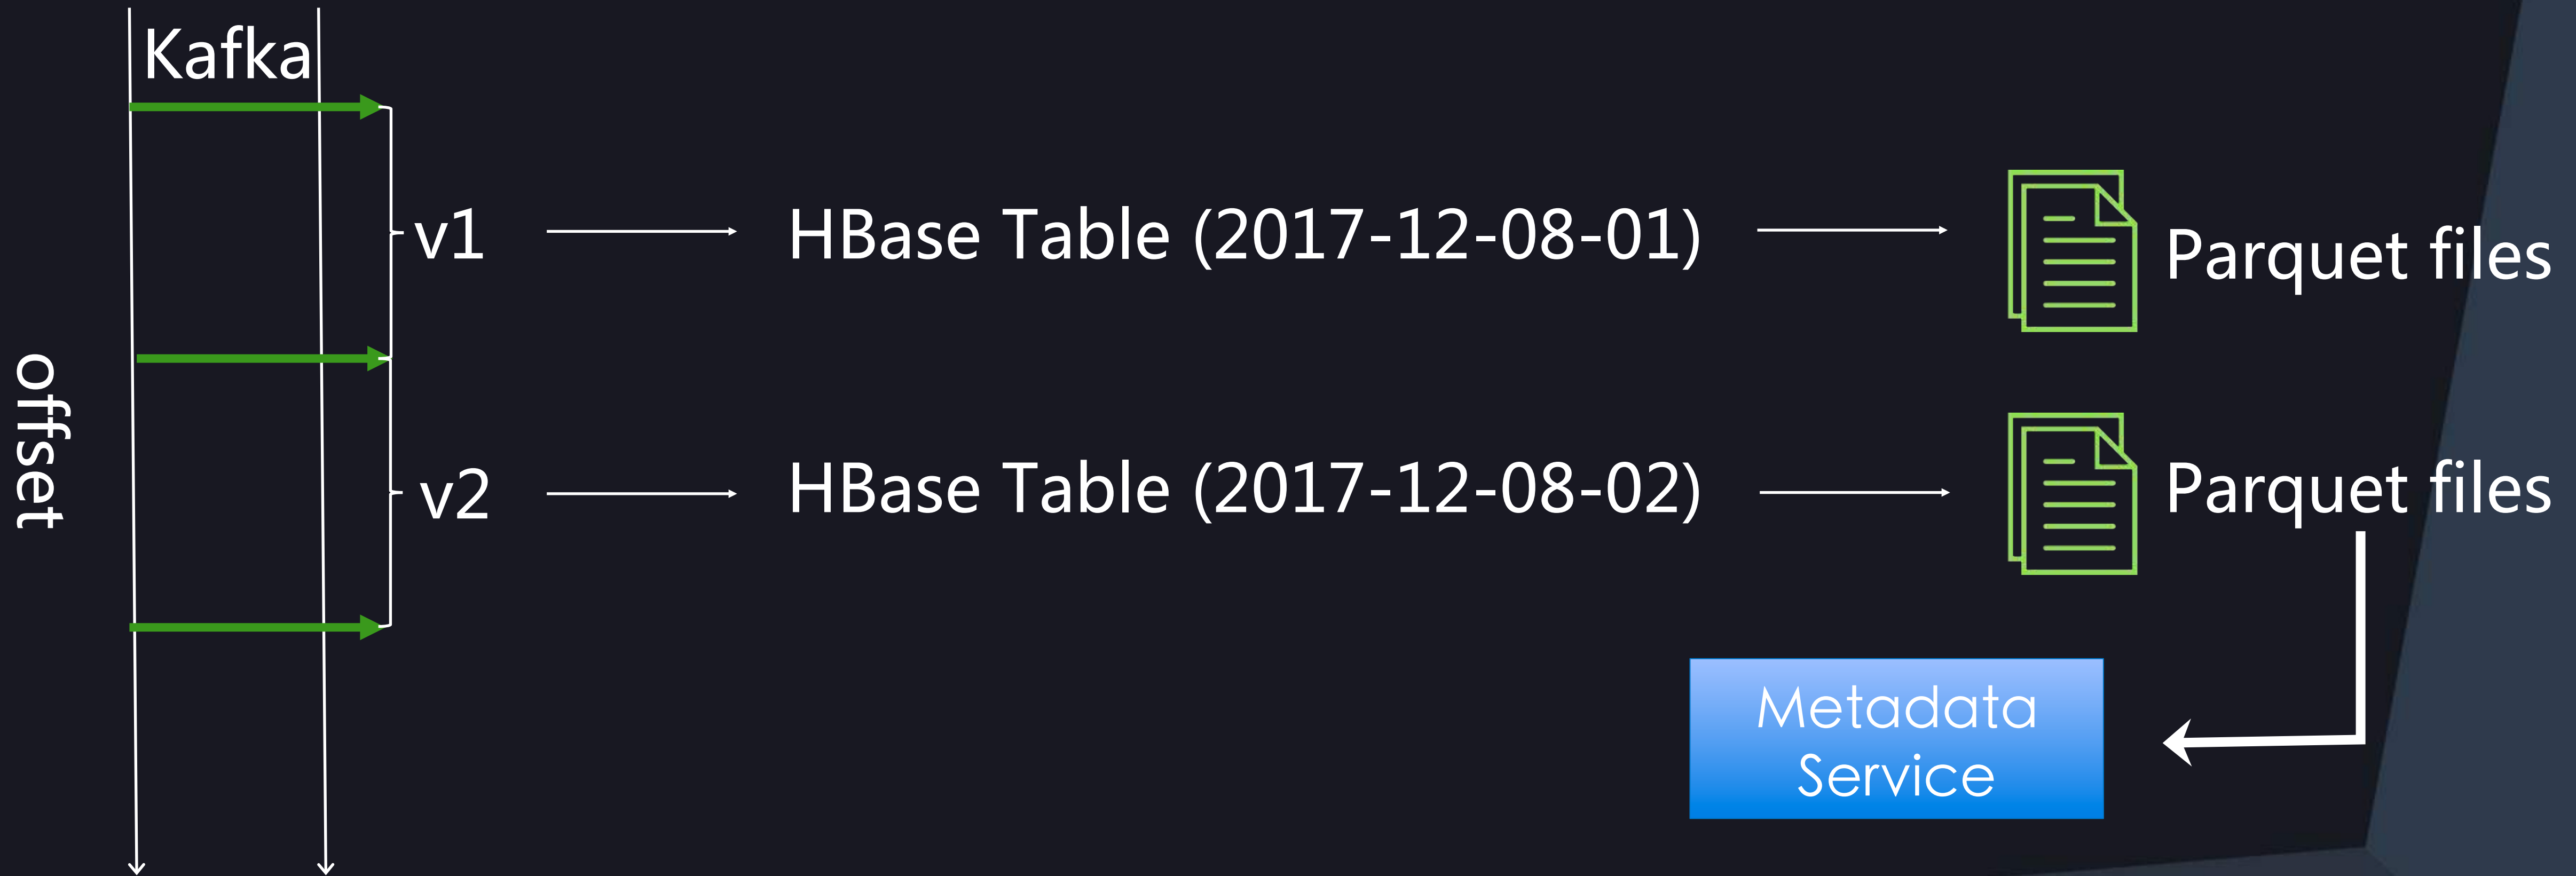 Kafka
offset
v1
HBase Table (2017-12-08-01)
Parquet files
v2
HBase Table (2017-12-08-02)
Parquet files
Metadata
Service